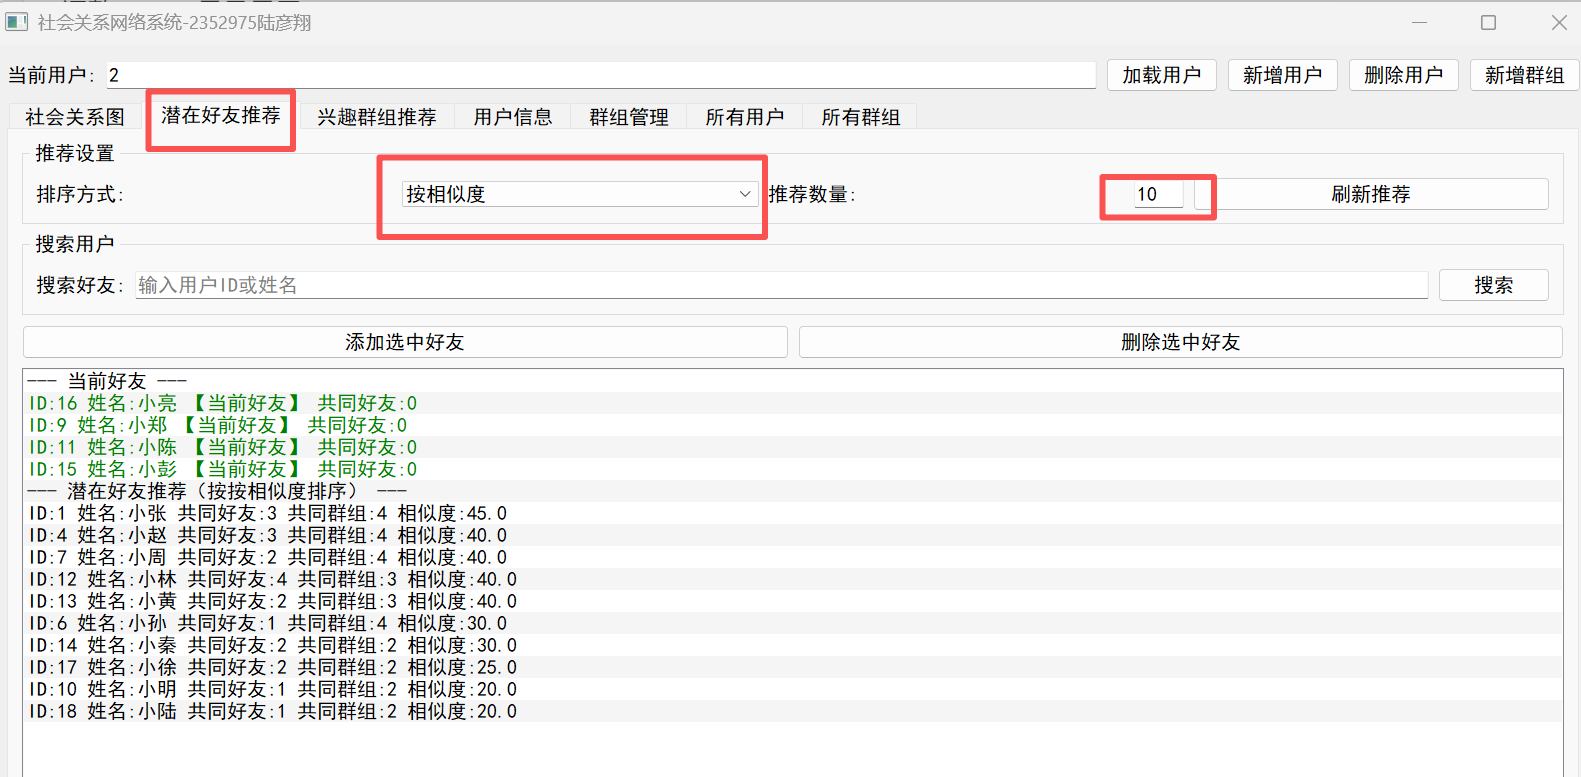 社会关系网络系统-2352975陆彦翔
当前用户: 2 加载用户 新增用户 删除用户 新增群组
社会关系图 潜在好友推荐 兴趣群组推荐 用户信息 群组管理 所有用户 所有群组
推荐设置
排序方式: 按相似度 推荐数量: 10 刷新推荐
搜索用户
搜索好友: 输入用户ID或姓名 搜索
添加选中好友 删除选中好友
--- 当前好友 ---
ID:16 姓名:小亮 【当前好友】 共同好友:0
ID:9 姓名:小郑 【当前好友】 共同好友:0
ID:11 姓名:小陈 【当前好友】 共同好友:0
ID:15 姓名:小彭 【当前好友】 共同好友:0
--- 潜在好友推荐（按按相似度排序） ---
ID:1 姓名:小张 共同好友:3 共同群组:4 相似度:45.0
ID:4 姓名:小赵 共同好友:3 共同群组:4 相似度:40.0
ID:7 姓名:小周 共同好友:2 共同群组:4 相似度:40.0
ID:12 姓名:小林 共同好友:4 共同群组:3 相似度:40.0
ID:13 姓名:小黄 共同好友:2 共同群组:3 相似度:40.0
ID:6 姓名:小孙 共同好友:1 共同群组:4 相似度:30.0
ID:14 姓名:小秦 共同好友:2 共同群组:2 相似度:30.0
ID:17 姓名:小徐 共同好友:2 共同群组:2 相似度:25.0
ID:10 姓名:小明 共同好友:1 共同群组:2 相似度:20.0
ID:18 姓名:小陆 共同好友:1 共同群组:2 相似度:20.0